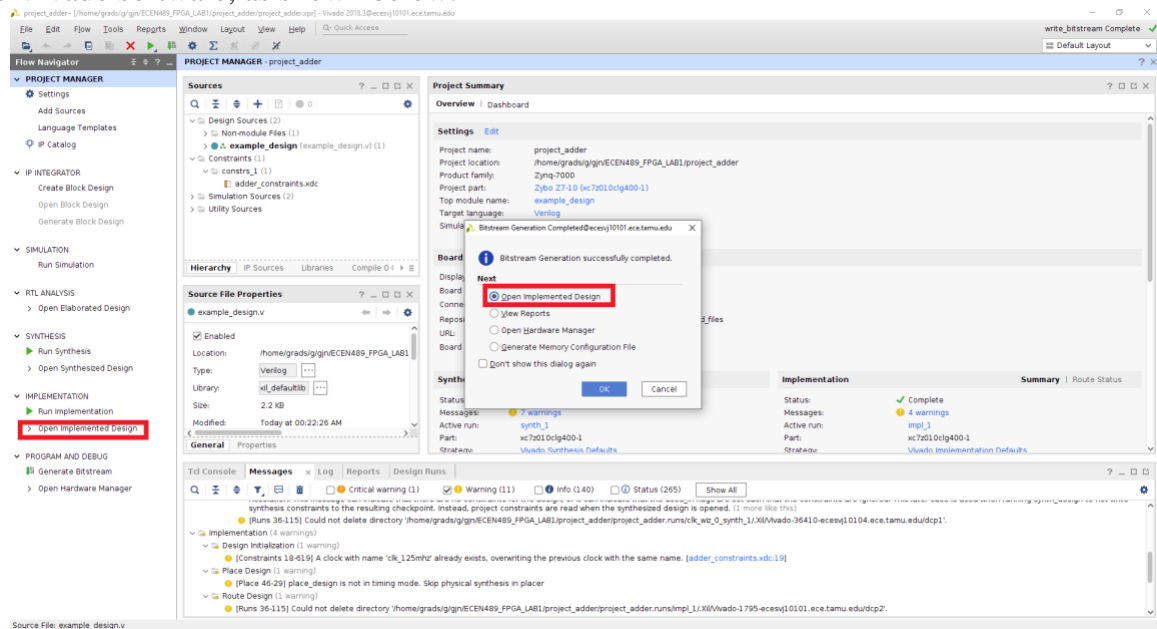 project_adder - [/home/grads/g/gjn/ECEN489_FPGA_LAB1/project_adder/project_adder.xpr] - Vivado 2018.3@ecesvj10101.ece.tamu.edu
File Edit Flow Tools Reports Window Layout View Help Q- Quick Access
write_bitstream Complete
Default Layout
Flow Navigator
PROJECT MANAGER
Settings
Add Sources
Language Templates
IP Catalog
IP INTEGRATOR
Create Block Design
Open Block Design
Generate Block Design
SIMULATION
Run Simulation
RTL ANALYSIS
Open Elaborated Design
SYNTHESIS
Run Synthesis
Open Synthesized Design
IMPLEMENTATION
Run Implementation
Open Implemented Design
PROGRAM AND DEBUG
Generate Bitstream
Open Hardware Manager
PROJECT MANAGER - project_adder
Sources
0
Design Sources (2)
Non-module Files (1)
example_design (example_design.v) (1)
Constraints (1)
constrs_1 (1)
adder_constraints.xdc
Simulation Sources (2)
Utility Sources
Hierarchy IP Sources Libraries Compile O
Source File Properties
example_design.v
Enabled
Location: /home/grads/g/gjn/ECEN489_FPGA_LAB1
Type: Verilog
Library: xil_defaultlib
Size: 2.2 KB
Modified: Today at 00:22:26 AM
General Properties
Project Summary
Overview | Dashboard
Settings Edit
Project name: project_adder
Project location: /home/grads/g/gjn/ECEN489_FPGA_LAB1/project_adder
Product family: Zynq-7000
Project part: Zybo Z7-10 (xc7z010clg400-1)
Top module name: example_design
Target language: Verilog
Simula
Board
Display
Board
Conne
Reposi d_files
URL:
Board
Bitstream Generation Completed@ecesvj10101.ece.tamu.edu
Bitstream Generation successfully completed.
Next
Open Implemented Design
View Reports
Open Hardware Manager
Generate Memory Configuration File
Don't show this dialog again
OK Cancel
Synthe
Status
Messages: 7 warnings
Active run: synth_1
Part: xc7z010clg400-1
Strategy: Vivado Synthesis Defaults
Implementation Summary | Route Status
Status: Complete
Messages: 4 warnings
Active run: impl_1
Part: xc7z010clg400-1
Strategy: Vivado Implementation Defaults
Tcl Console Messages Log Reports Design Runs
Critical warning (1) Warning (11) Info (140) Status (265) Show All
synthesis constraints to the resulting checkpoint. Instead, project constraints are read when the synthesized design is opened. (1 more like this)
[Runs 36-115] Could not delete directory '/home/grads/g/gjn/ECEN489_FPGA_LAB1/project_adder/project_adder.runs/clk_wiz_0_synth_1/.Xil/Vivado-36410-ecesvj10104.ece.tamu.edu/dcp1'.
Implementation (4 warnings)
Design Initialization (1 warning)
[Constraints 18-619] A clock with name 'clk_125mhz' already exists, overwriting the previous clock with the same name. [adder_constraints.xdc:19]
Place Design (1 warning)
[Place 46-29] place_design is not in timing mode. Skip physical synthesis in placer
Route Design (1 warning)
[Runs 36-115] Could not delete directory '/home/grads/g/gjn/ECEN489_FPGA_LAB1/project_adder/project_adder.runs/impl_1/.Xil/Vivado-1795-ecesvj10101.ece.tamu.edu/dcp2'.
Source File: example_design.v